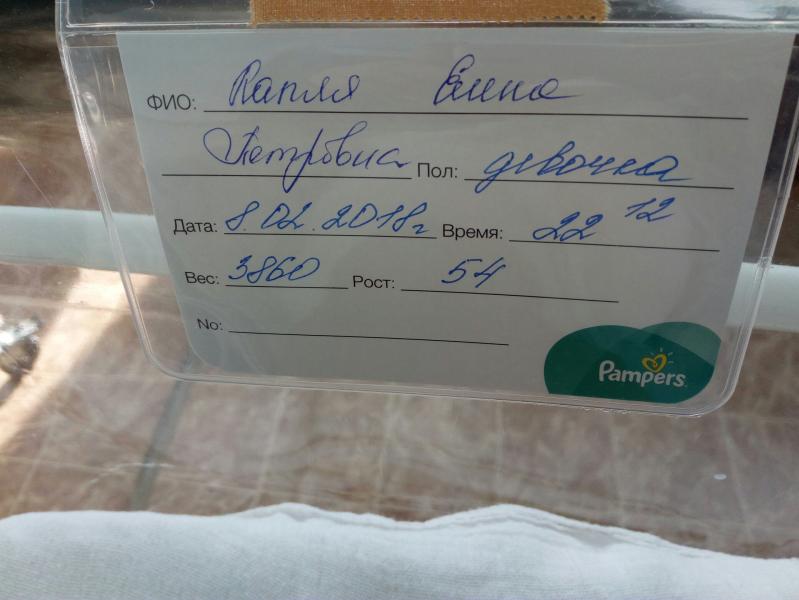 ФИО: Капля Елена
Петровна Пол: девочка
Дата: 8.02.2018г Время: 22 12
Вес: 3860 Рост: 54
No:
Pampers